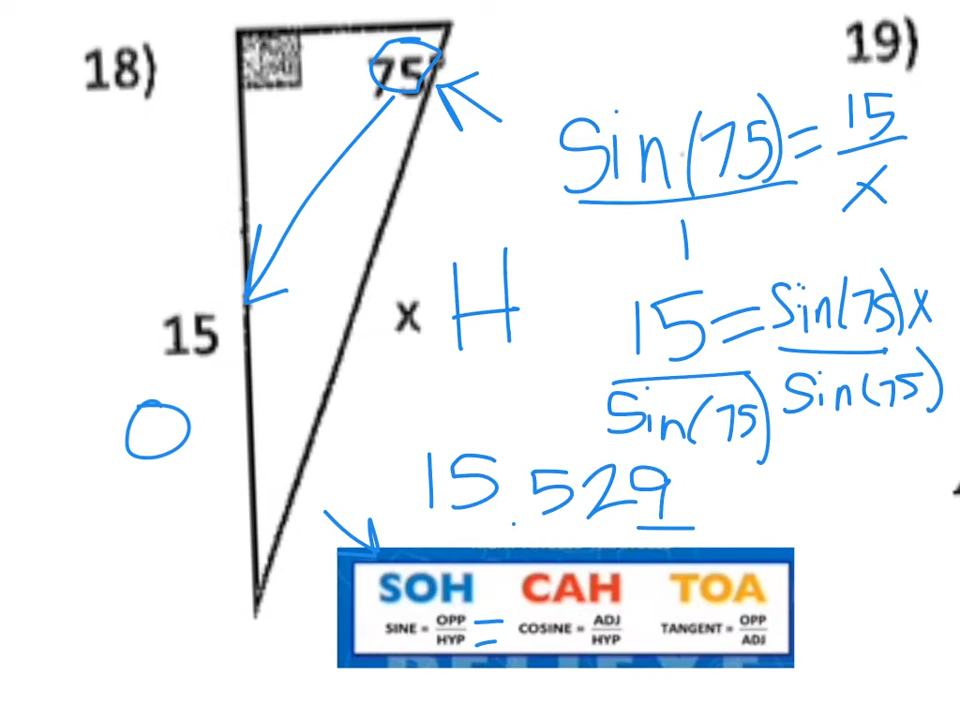 18)
75°
19)
Sin(75) = 15/x
1
15 x H
15 = Sin(75)x
Sin(75) Sin(75)
O
15.529
SOH CAH TOA
SINE = OPP/HYP = COSINE = ADJ/HYP TANGENT = OPP/ADJ
BELIEVE